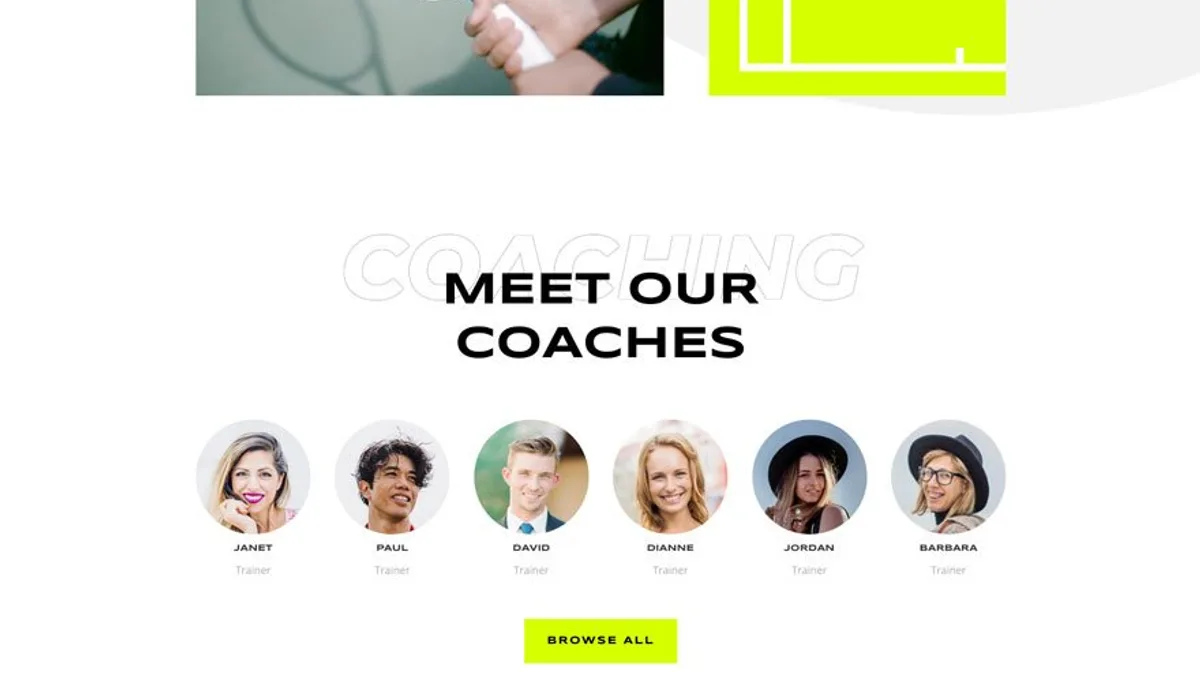 COACHING
MEET OUR
COACHES
JANET
Trainer
PAUL
Trainer
DAVID
Trainer
DIANNE
Trainer
JORDAN
Trainer
BARBARA
Trainer
BROWSE ALL